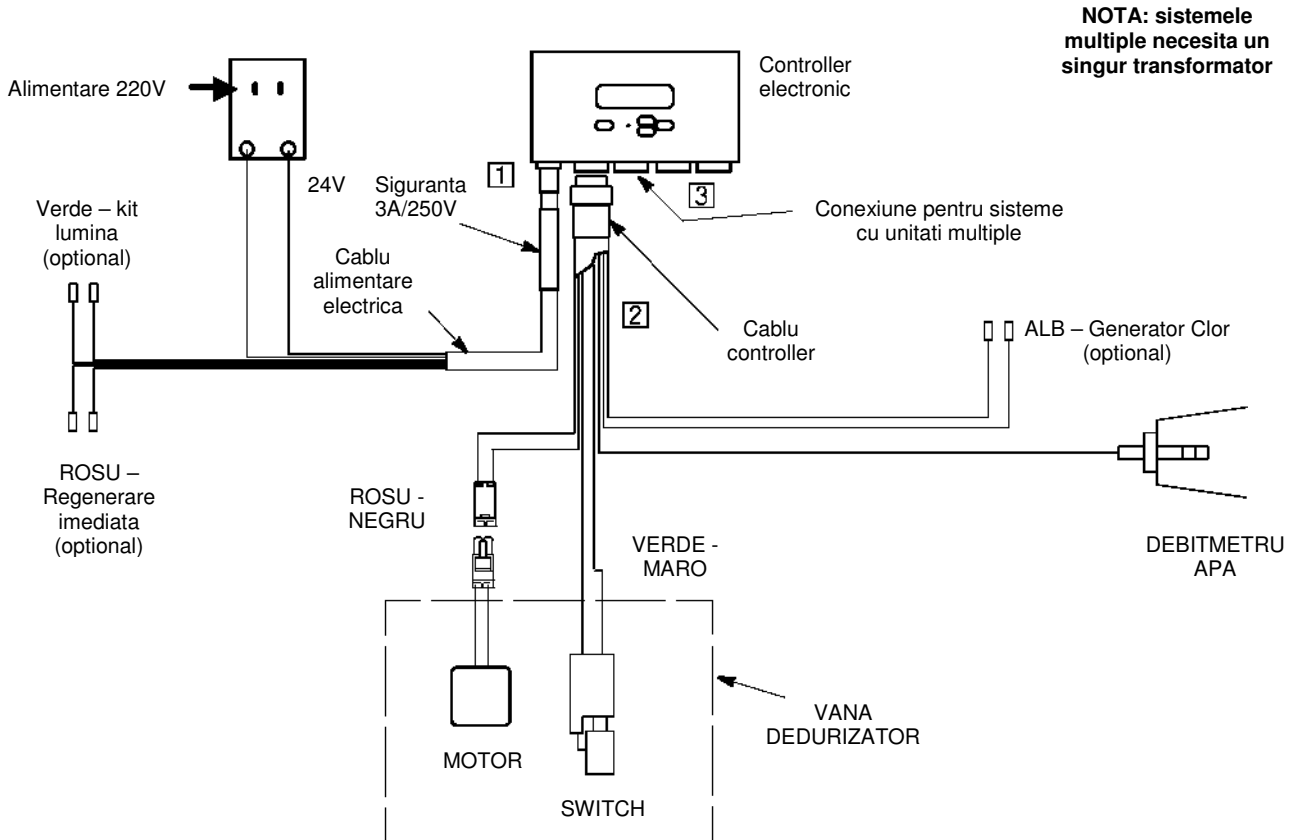 NOTA: sistemele
multiple necesita un
singur transformator
Alimentare 220V
Controller
electronic
24V
Siguranta
3A/250V
1
3
Verde – kit
lumina
(optional)
Conexiune pentru sisteme
cu unitati multiple
Cablu
alimentare
electrica
2
Cablu
controller
ALB – Generator Clor
(optional)
ROSU –
Regenerare
imediata
(optional)
ROSU -
NEGRU
VERDE -
MARO
DEBITMETRU
APA
MOTOR
VANA
DEDURIZATOR
SWITCH